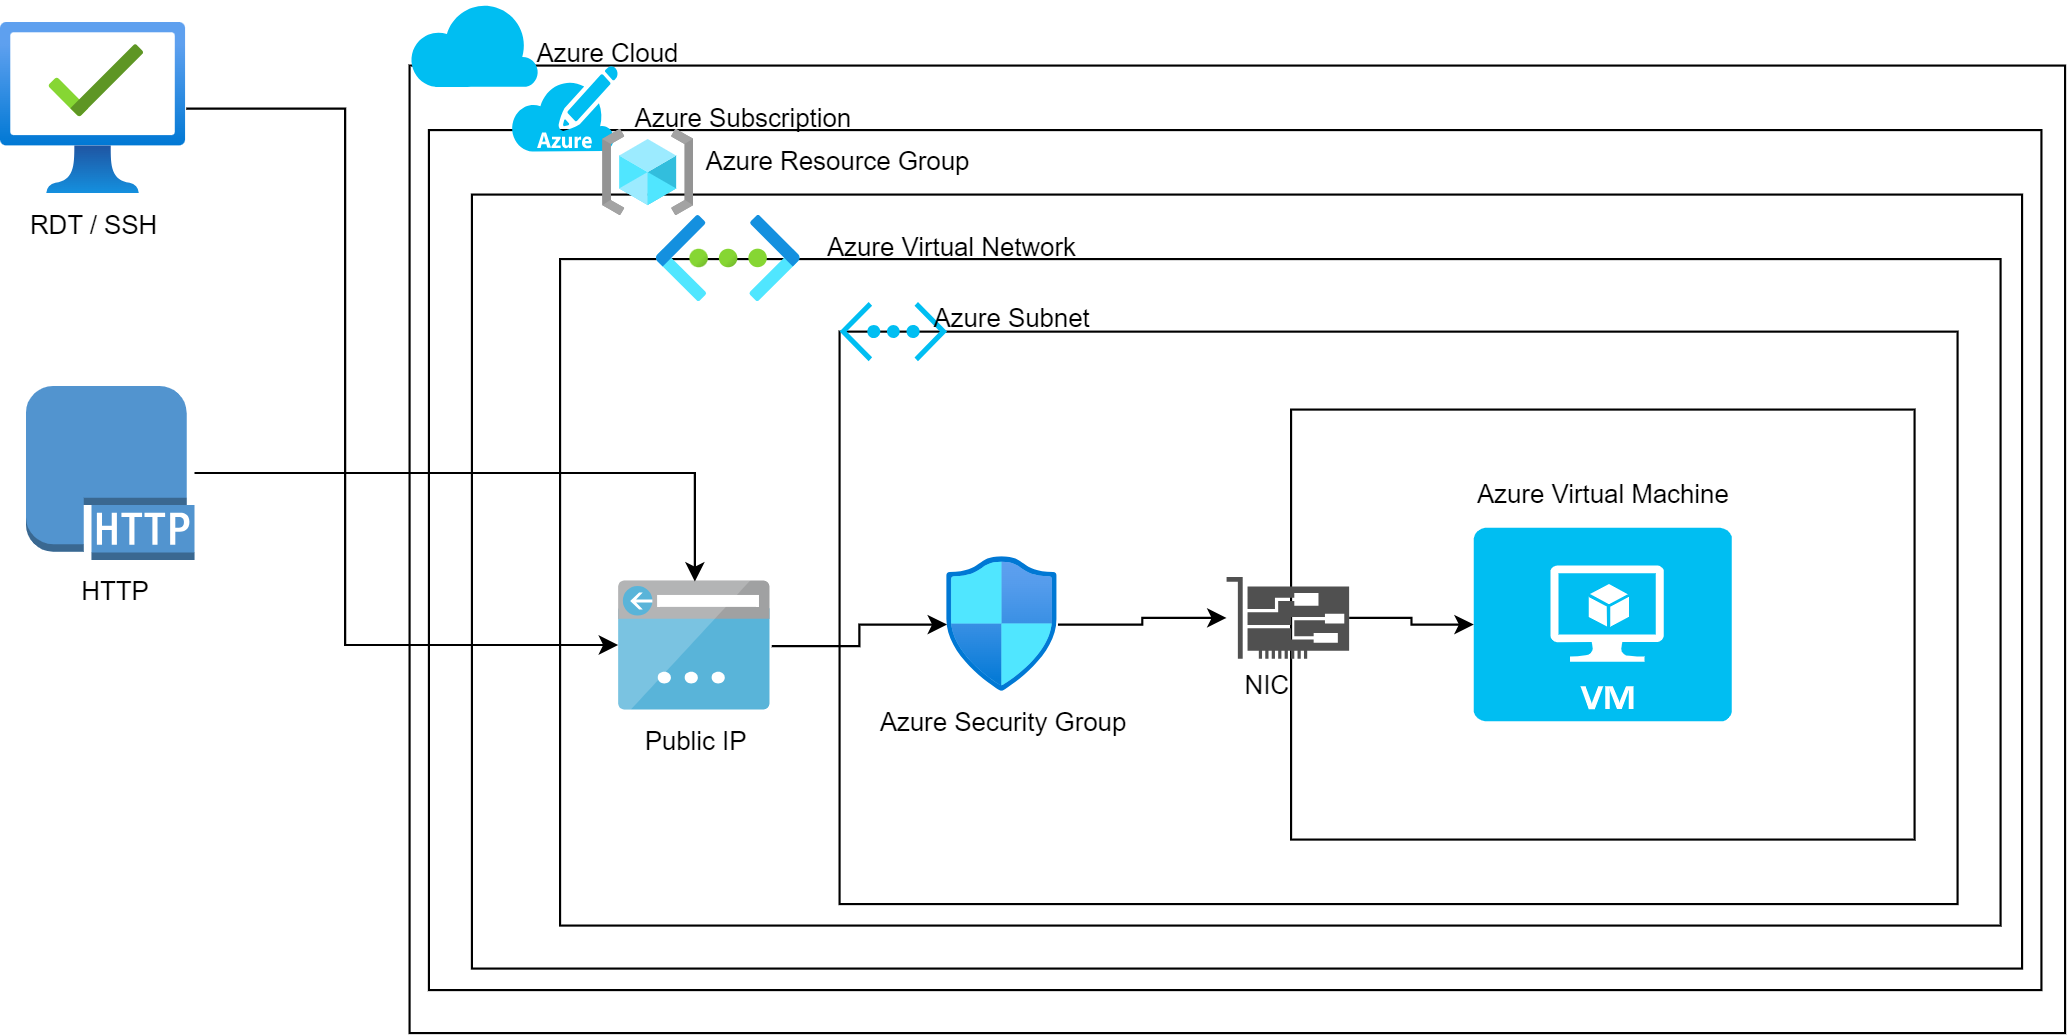 Azure Cloud
Azure Subscription
Azure
Azure Resource Group
RDT / SSH
Azure Virtual Network
Azure Subnet
Azure Virtual Machine
HTTP
HTTP
NIC
VM
Azure Security Group
Public IP